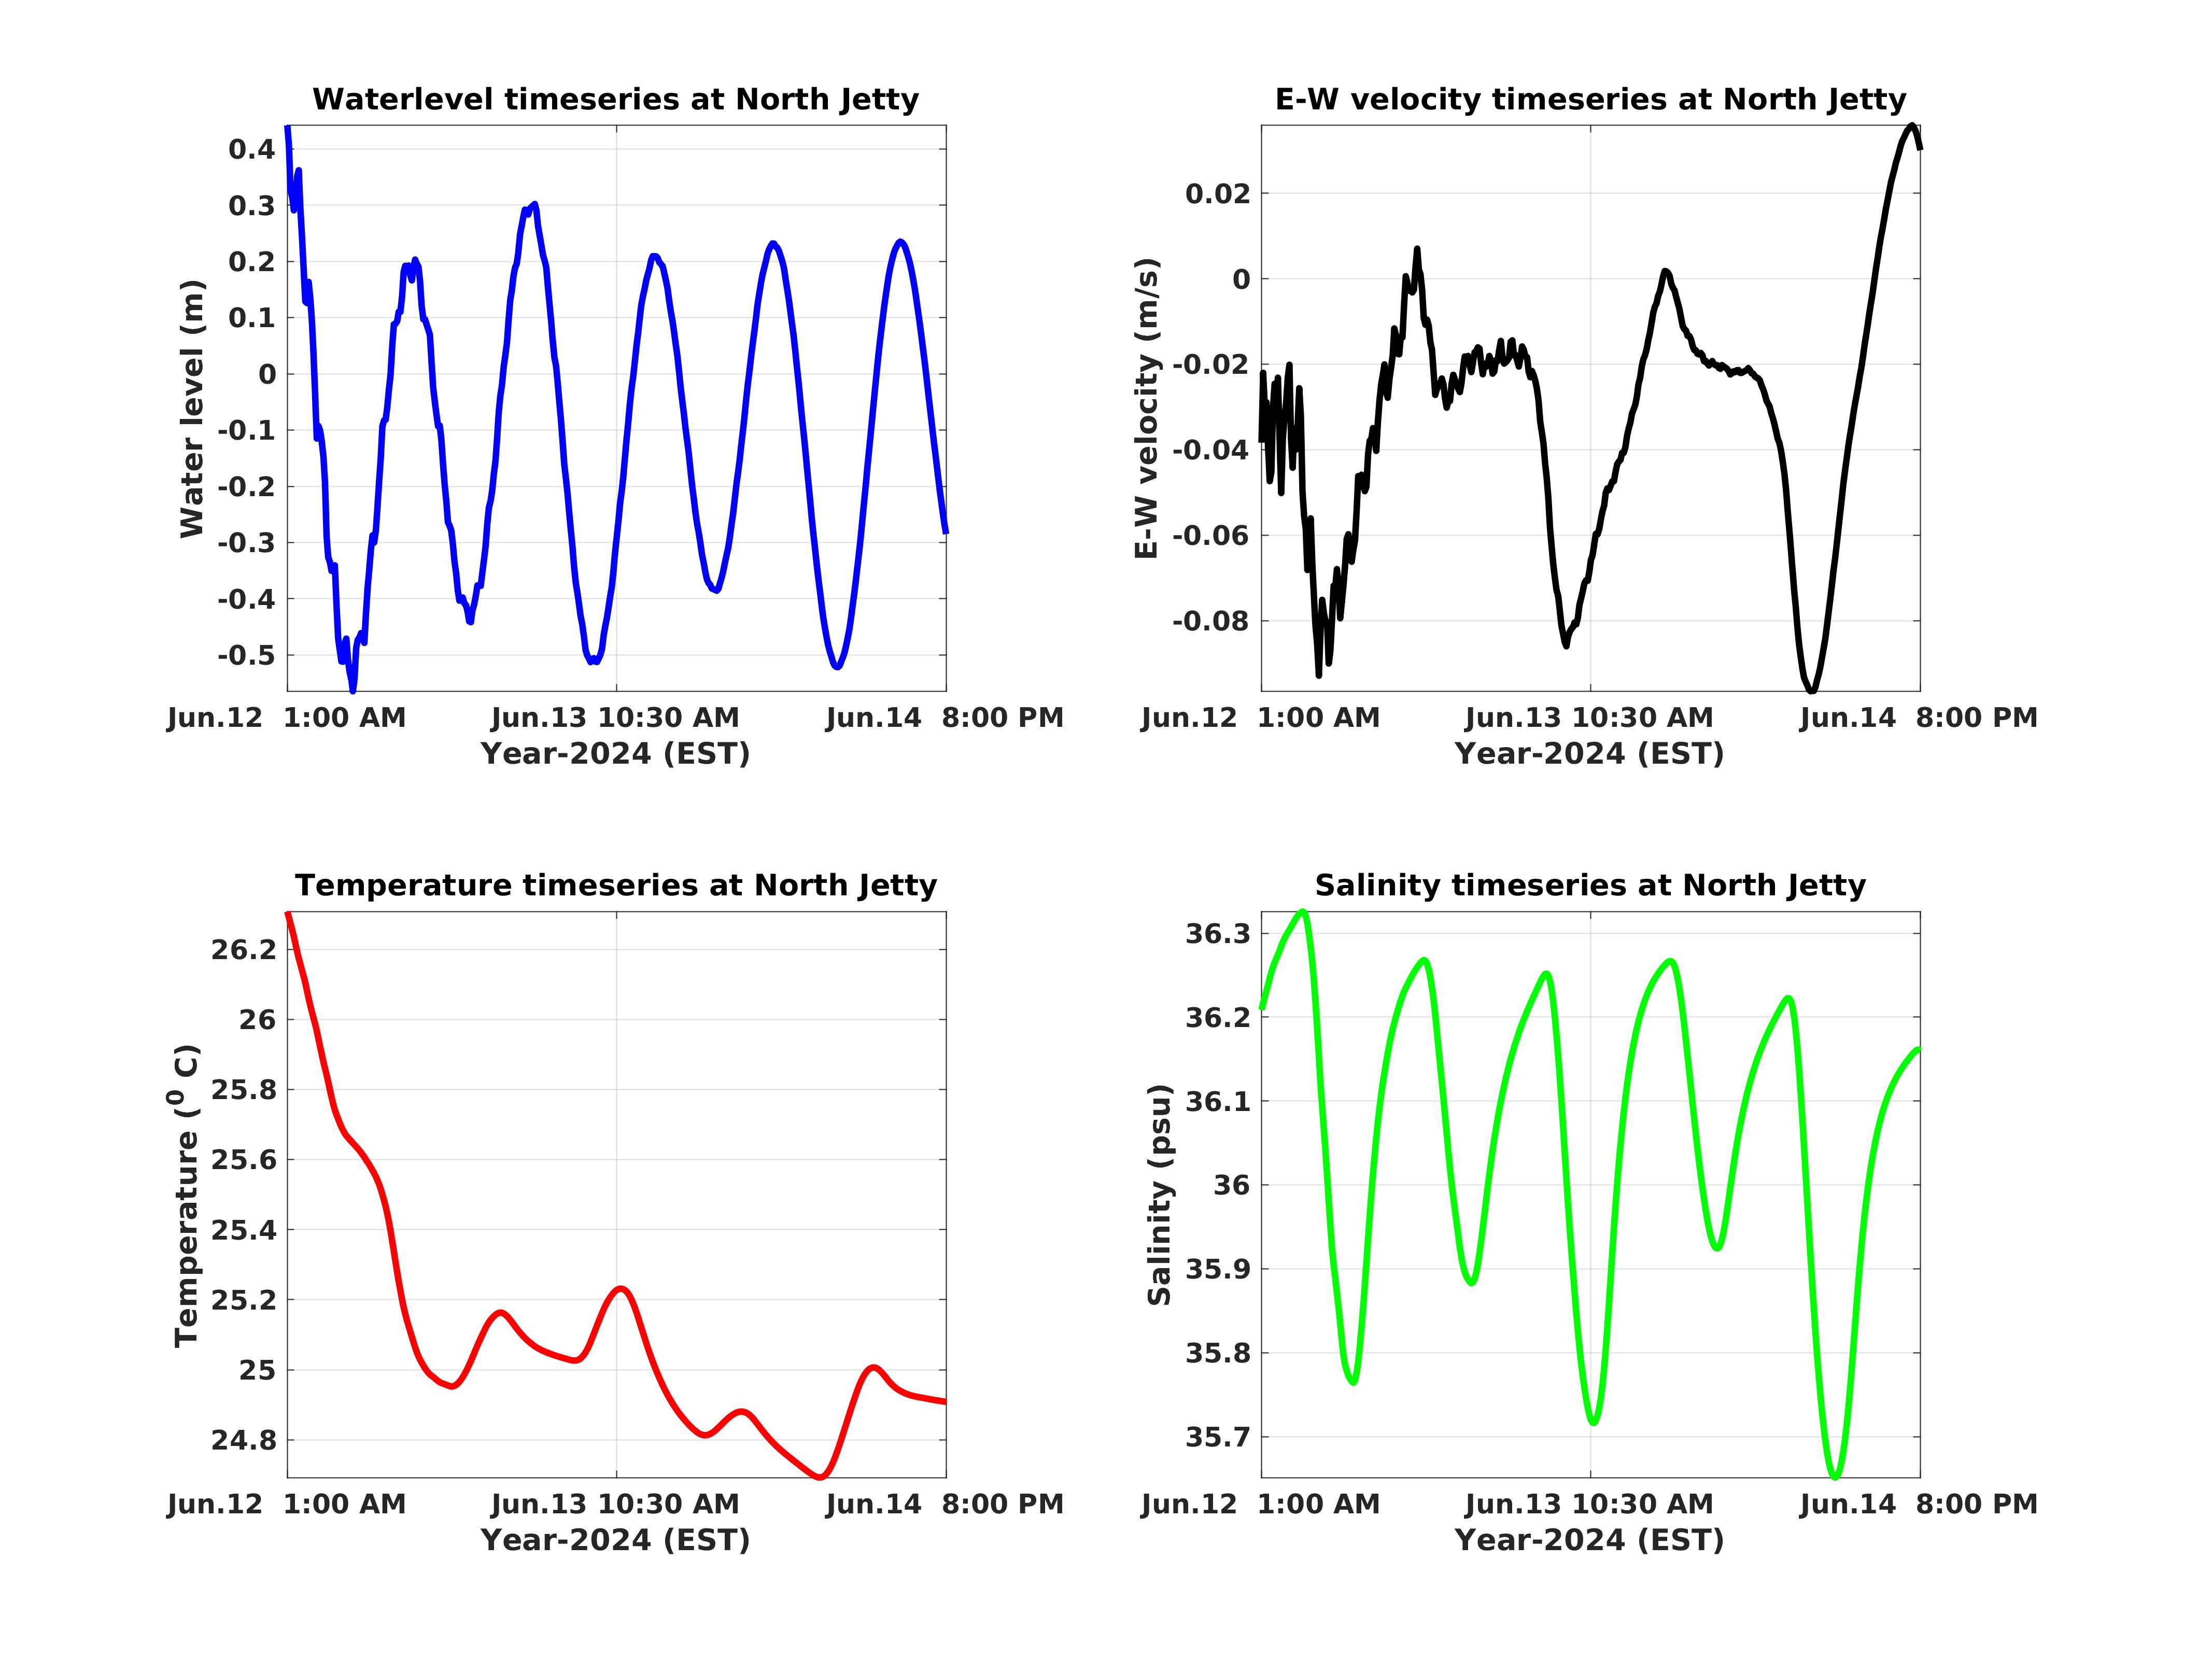 Waterlevel timeseries at North Jetty
Water level (m)
0.4
0.3
0.2
0.1
0
-0.1
-0.2
-0.3
-0.4
-0.5
Jun.12 1:00 AM
Jun.13 10:30 AM
Jun.14 8:00 PM
Year-2024 (EST)
E-W velocity timeseries at North Jetty
E-W velocity (m/s)
0.02
0
-0.02
-0.04
-0.06
-0.08
Jun.12 1:00 AM
Jun.13 10:30 AM
Jun.14 8:00 PM
Year-2024 (EST)
Temperature timeseries at North Jetty
Temperature (⁰ C)
26.2
26
25.8
25.6
25.4
25.2
25
24.8
Jun.12 1:00 AM
Jun.13 10:30 AM
Jun.14 8:00 PM
Year-2024 (EST)
Salinity timeseries at North Jetty
Salinity (psu)
36.3
36.2
36.1
36
35.9
35.8
35.7
Jun.12 1:00 AM
Jun.13 10:30 AM
Jun.14 8:00 PM
Year-2024 (EST)